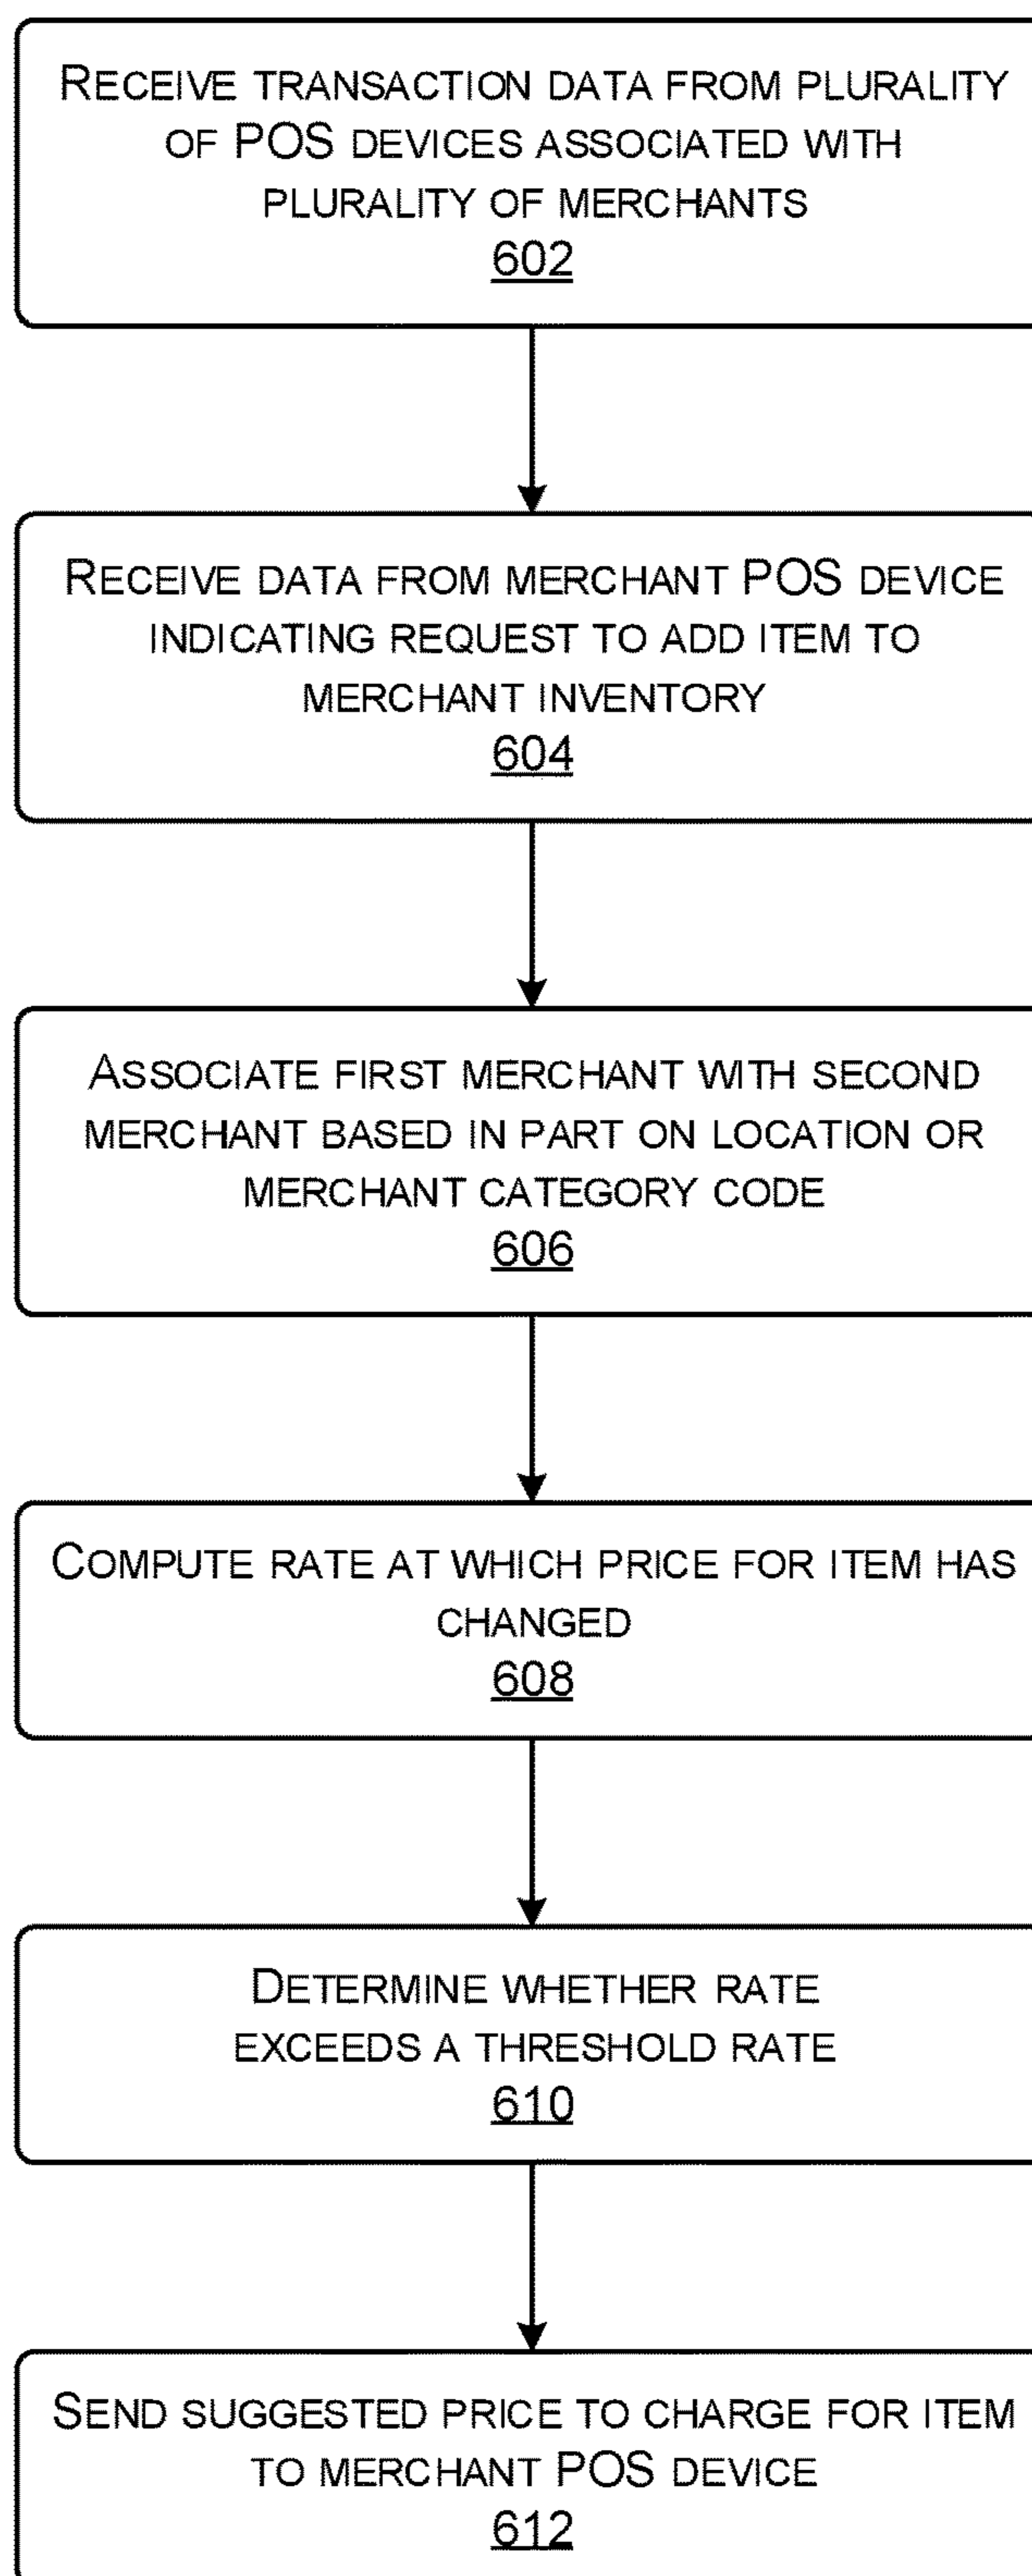 RECEIVE TRANSACTION DATA FROM PLURALITY
OF POS DEVICES ASSOCIATED WITH
PLURALITY OF MERCHANTS
602
RECEIVE DATA FROM MERCHANT POS DEVICE
INDICATING REQUEST TO ADD ITEM TO
MERCHANT INVENTORY
604
ASSOCIATE FIRST MERCHANT WITH SECOND
MERCHANT BASED IN PART ON LOCATION OR
MERCHANT CATEGORY CODE
606
COMPUTE RATE AT WHICH PRICE FOR ITEM HAS
CHANGED
608
DETERMINE WHETHER RATE
EXCEEDS A THRESHOLD RATE
610
SEND SUGGESTED PRICE TO CHARGE FOR ITEM
TO MERCHANT POS DEVICE
612